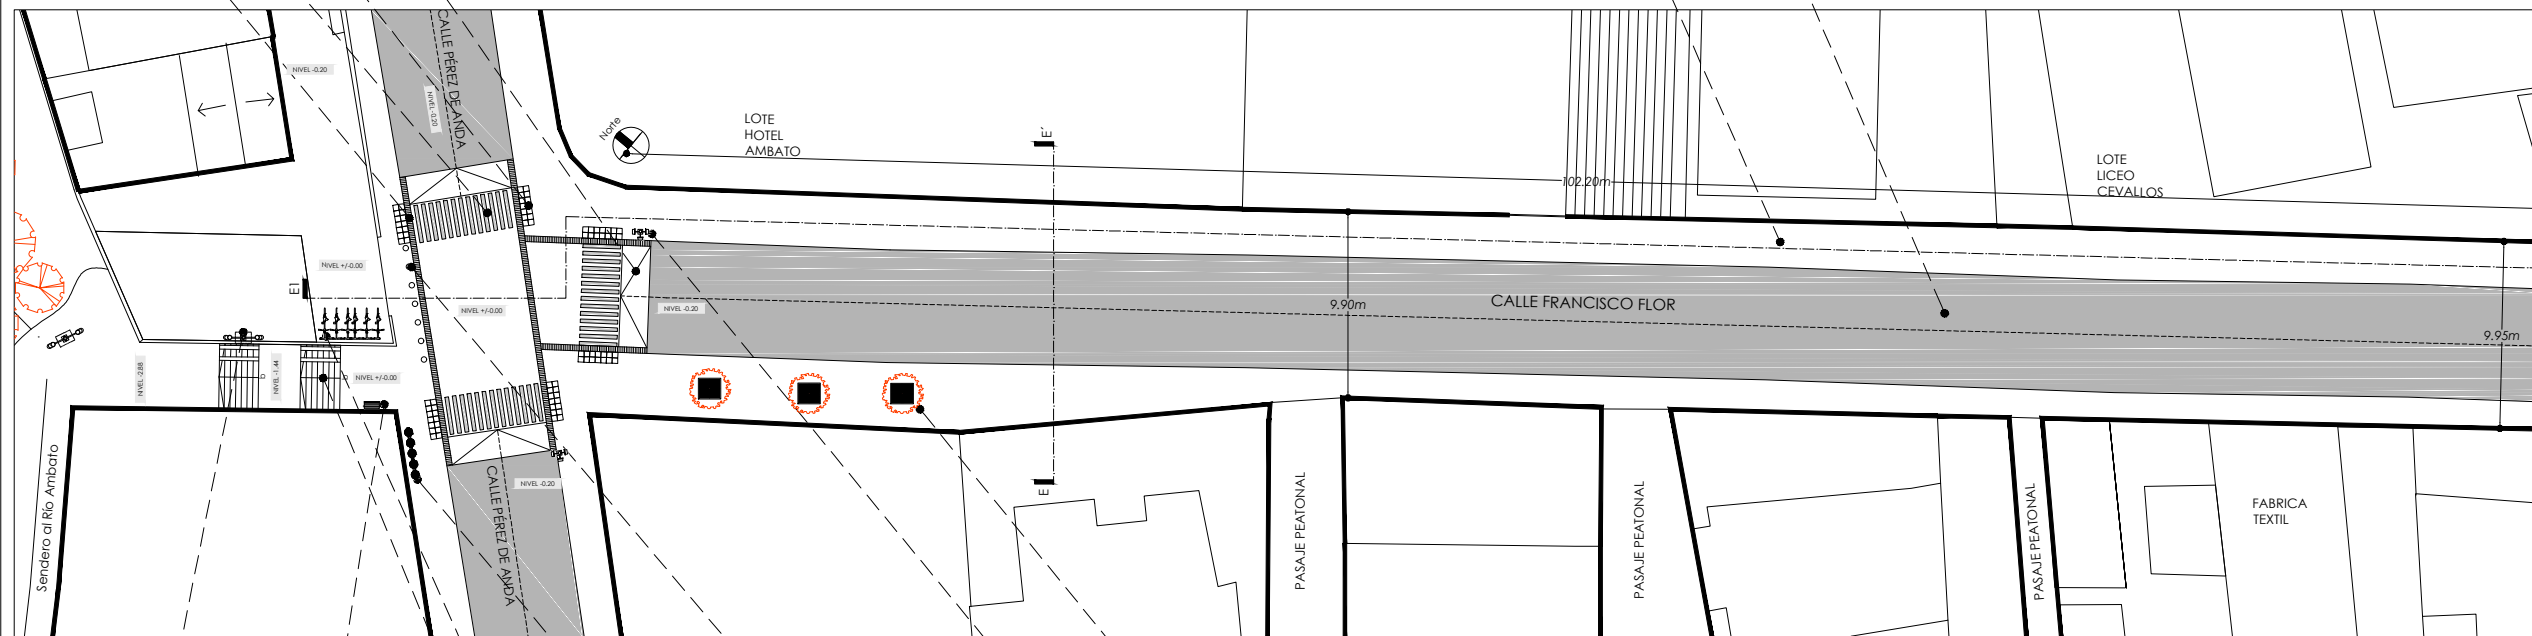 CALLE PÉREZ DE ANDA
NIVEL -0.20
NIVEL -0.20
Norte
LOTE
HOTEL
AMBATO
E'
102.20m
LOTE
LICEO
CEVALLOS
NIVEL +/-0.00
E1
NIVEL +/-0.00
NIVEL -0.20
9.90m
CALLE FRANCISCO FLOR
9.95m
NIVEL -2.88
NIVEL -1.44
NIVEL +/-0.00
D
D
Sendero al Río Ambato
CALLE PÉREZ DE ANDA
NIVEL -0.20
E
PASAJE PEATONAL
PASAJE PEATONAL
PASAJE PEATONAL
FABRICA
TEXTIL